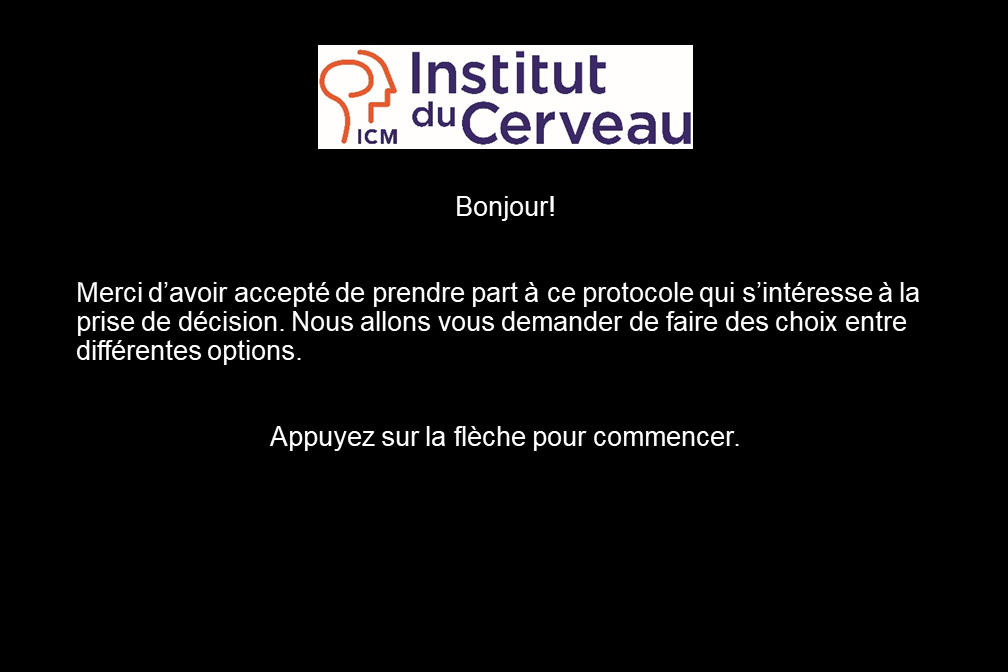 Institut
du Cerveau
ICM
Bonjour!
Merci d’avoir accepté de prendre part à ce protocole qui s’intéresse à la
prise de décision. Nous allons vous demander de faire des choix entre
différentes options.
Appuyez sur la flèche pour commencer.